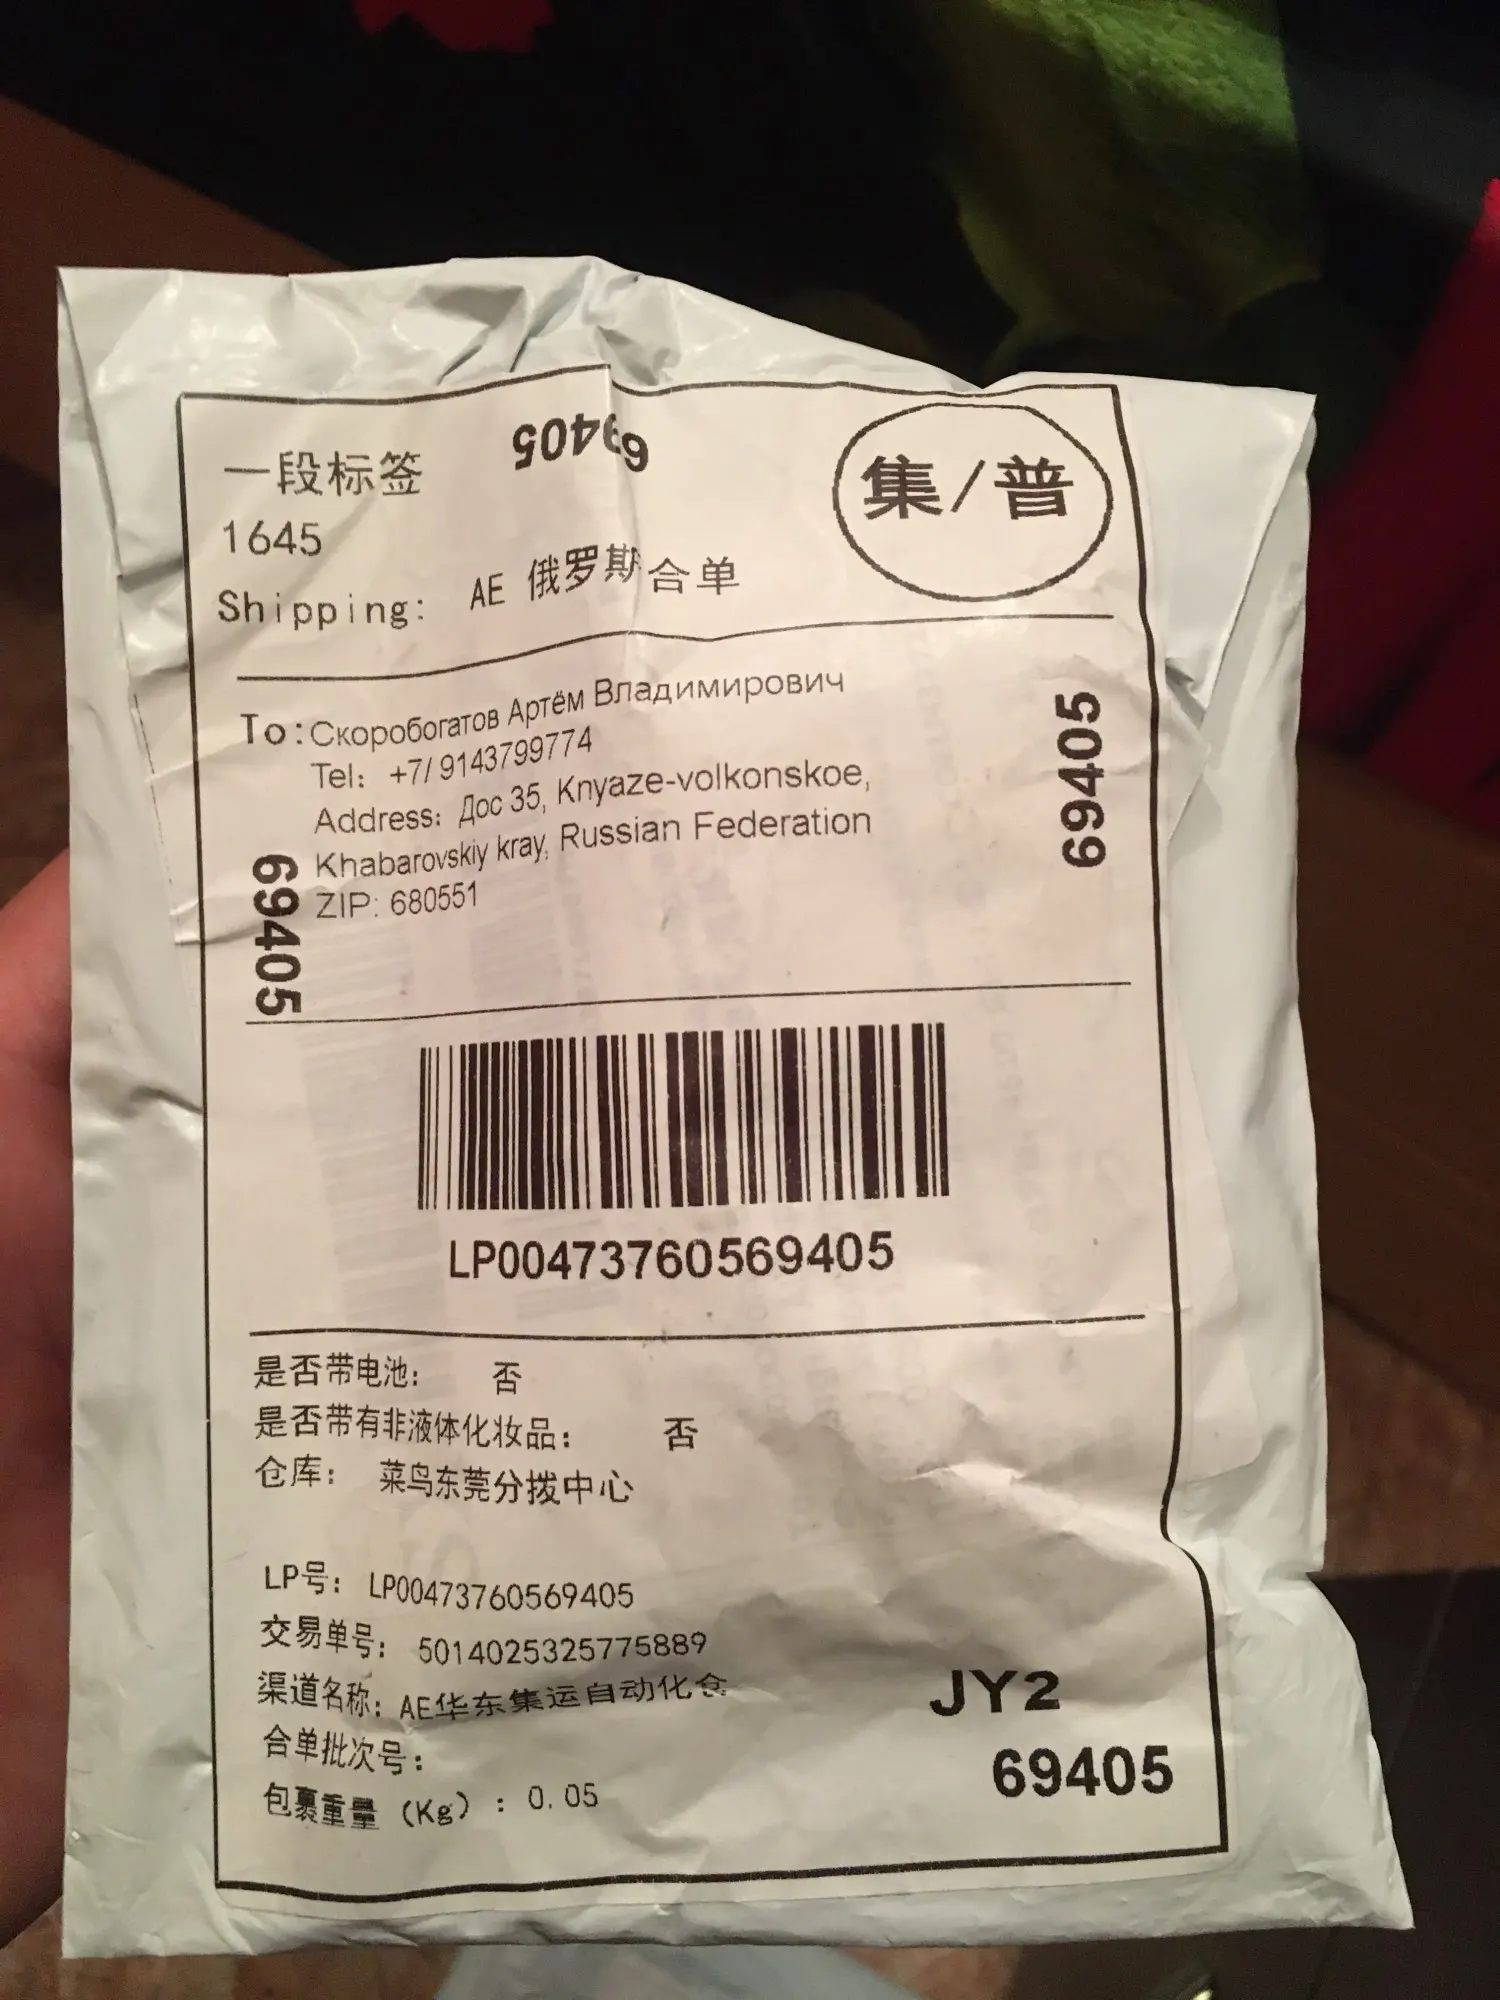 一段标签
69405
集/普
1645
Shipping: AE 俄罗斯合单
To: Скоробогатов Артём Владимирович
Tel: +7/ 9143799774
Address: Дос 35, Knyaze-volkonskoe,
Khabarovskiy kray, Russian Federation
ZIP: 680551
69405
69405
LP00473760569405
是否带电池: 否
是否带有非液体化妆品: 否
仓库: 菜鸟东莞分拨中心
LP号: LP00473760569405
交易单号: 5014025325775889
渠道名称: AE华东集运自动化仓
合单批次号:
包裹重量 (Kg) : 0.05
JY2
69405